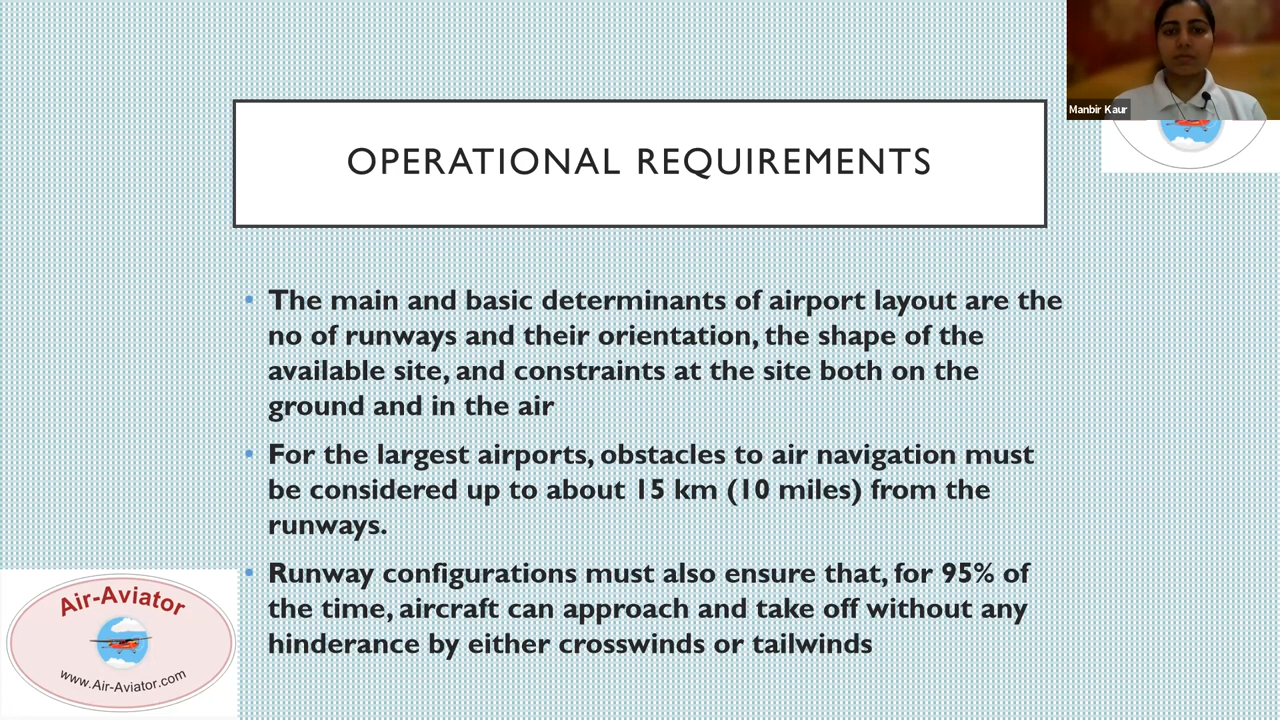 Manbir Kaur
OPERATIONAL REQUIREMENTS
• The main and basic determinants of airport layout are the
no of runways and their orientation, the shape of the
available site, and constraints at the site both on the
ground and in the air
• For the largest airports, obstacles to air navigation must
be considered up to about 15 km (10 miles) from the
runways.
• Runway configurations must also ensure that, for 95% of
the time, aircraft can approach and take off without any
hinderance by either crosswinds or tailwinds
Air-Aviator
www.Air-Aviator.com